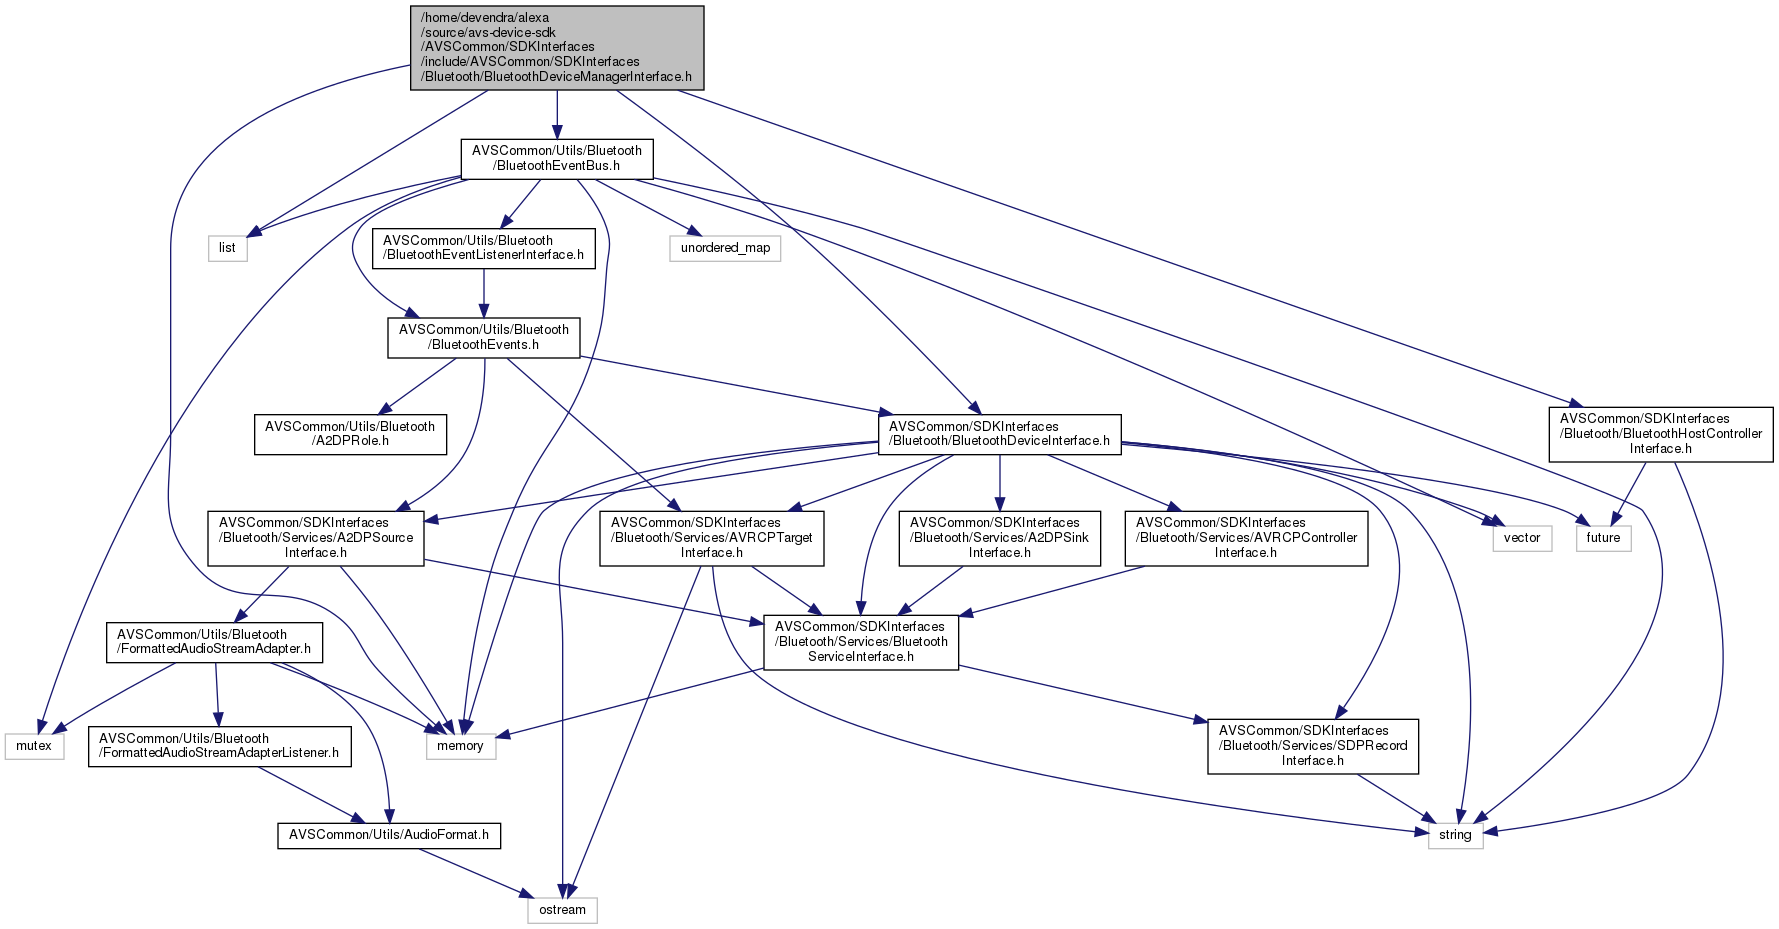 /home/devendra/alexa
/source/avs-device-sdk
/AVSCommon/SDKInterfaces
/include/AVSCommon/SDKInterfaces
/Bluetooth/BluetoothDeviceManagerInterface.h
AVSCommon/Utils/Bluetooth
/BluetoothEventBus.h
list
AVSCommon/Utils/Bluetooth
/BluetoothEventListenerInterface.h
unordered_map
AVSCommon/Utils/Bluetooth
/BluetoothEvents.h
AVSCommon/Utils/Bluetooth
/A2DPRole.h
AVSCommon/SDKInterfaces
/Bluetooth/BluetoothDeviceInterface.h
AVSCommon/SDKInterfaces
/Bluetooth/BluetoothHostController
Interface.h
AVSCommon/SDKInterfaces
/Bluetooth/Services/A2DPSource
Interface.h
AVSCommon/SDKInterfaces
/Bluetooth/Services/AVRCPTarget
Interface.h
AVSCommon/SDKInterfaces
/Bluetooth/Services/A2DPSink
Interface.h
AVSCommon/SDKInterfaces
/Bluetooth/Services/AVRCPController
Interface.h
vector
future
AVSCommon/Utils/Bluetooth
/FormattedAudioStreamAdapter.h
AVSCommon/SDKInterfaces
/Bluetooth/Services/Bluetooth
ServiceInterface.h
mutex
AVSCommon/Utils/Bluetooth
/FormattedAudioStreamAdapterListener.h
memory
AVSCommon/SDKInterfaces
/Bluetooth/Services/SDPRecord
Interface.h
AVSCommon/Utils/AudioFormat.h
string
ostream